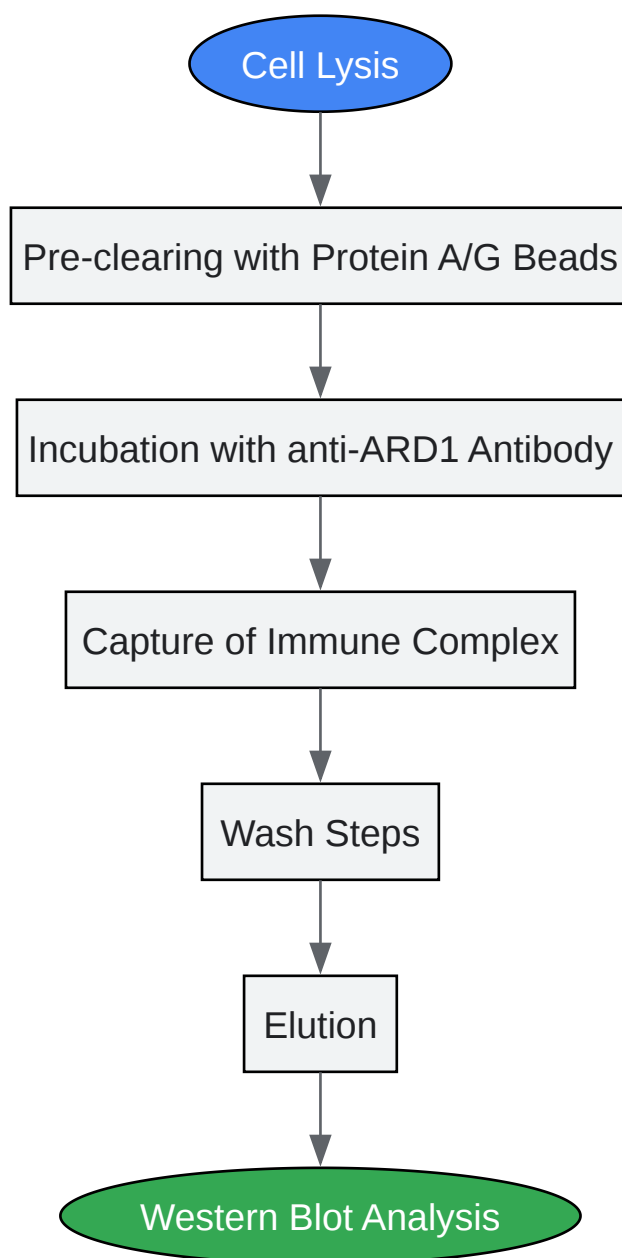 Cell Lysis
Pre-clearing with Protein A/G Beads
Incubation with anti-ARD1 Antibody
Capture of Immune Complex
Wash Steps
Elution
Western Blot Analysis